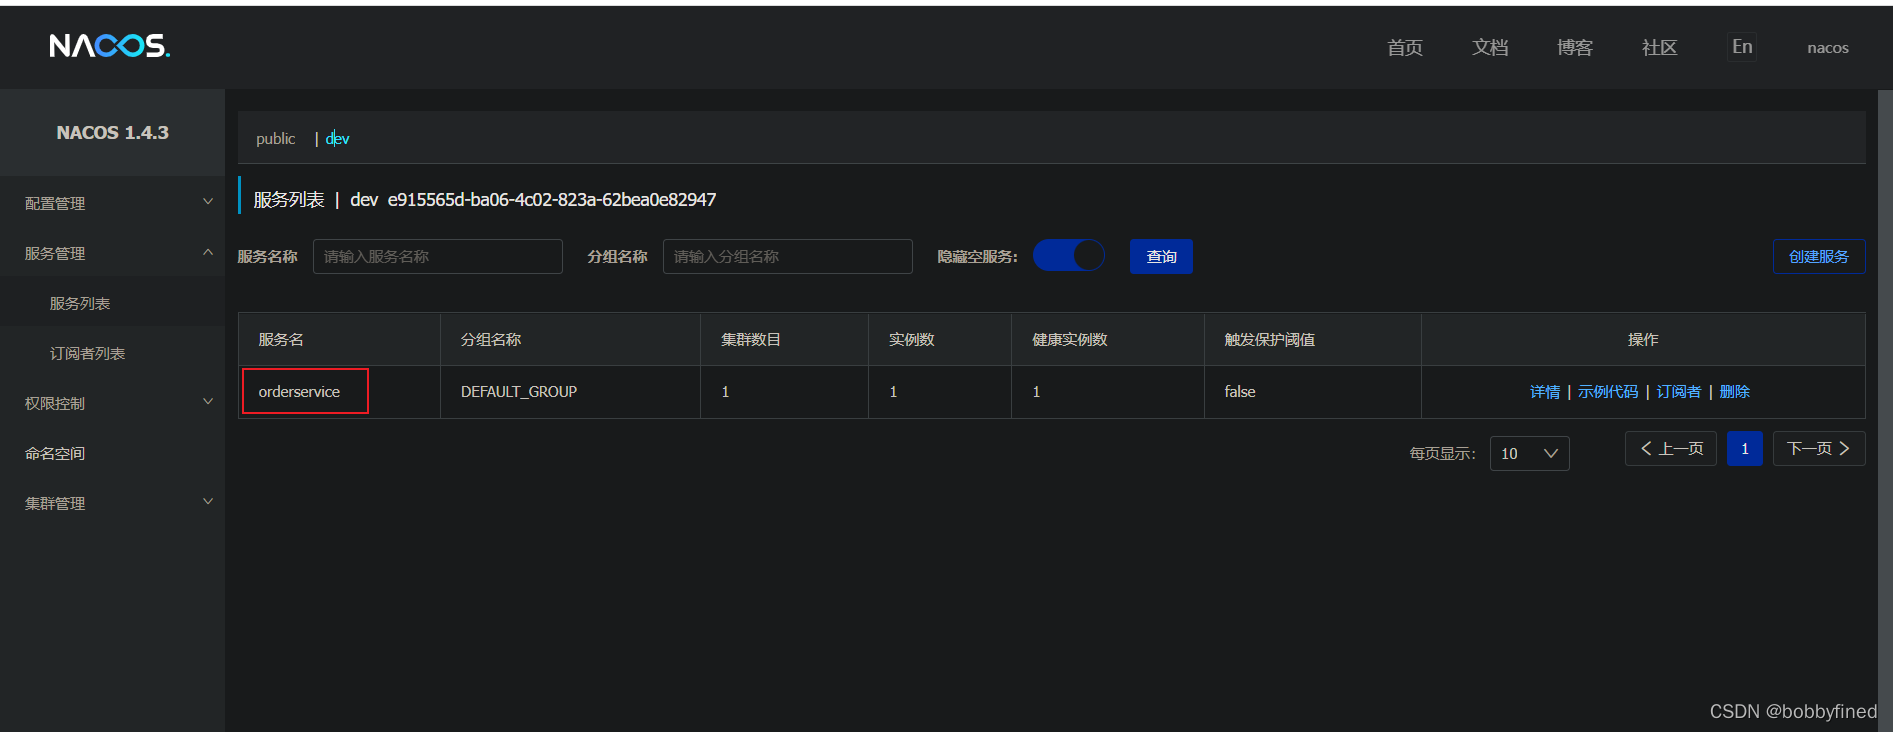 NACOS.
首页 文档 博客 社区 En nacos
NACOS 1.4.3
配置管理
服务管理
服务列表
订阅者列表
权限控制
命名空间
集群管理
public | dev
服务列表 | dev e915565d-ba06-4c02-823a-62bea0e82947
服务名称 请输入服务名称 分组名称 请输入分组名称 隐藏空服务: 查询 创建服务
服务名 分组名称 集群数目 实例数 健康实例数 触发保护阈值 操作
orderservice DEFAULT_GROUP 1 1 1 false 详情 | 示例代码 | 订阅者 | 删除
每页显示: 10 上一页 1 下一页
CSDN @bobbyfined